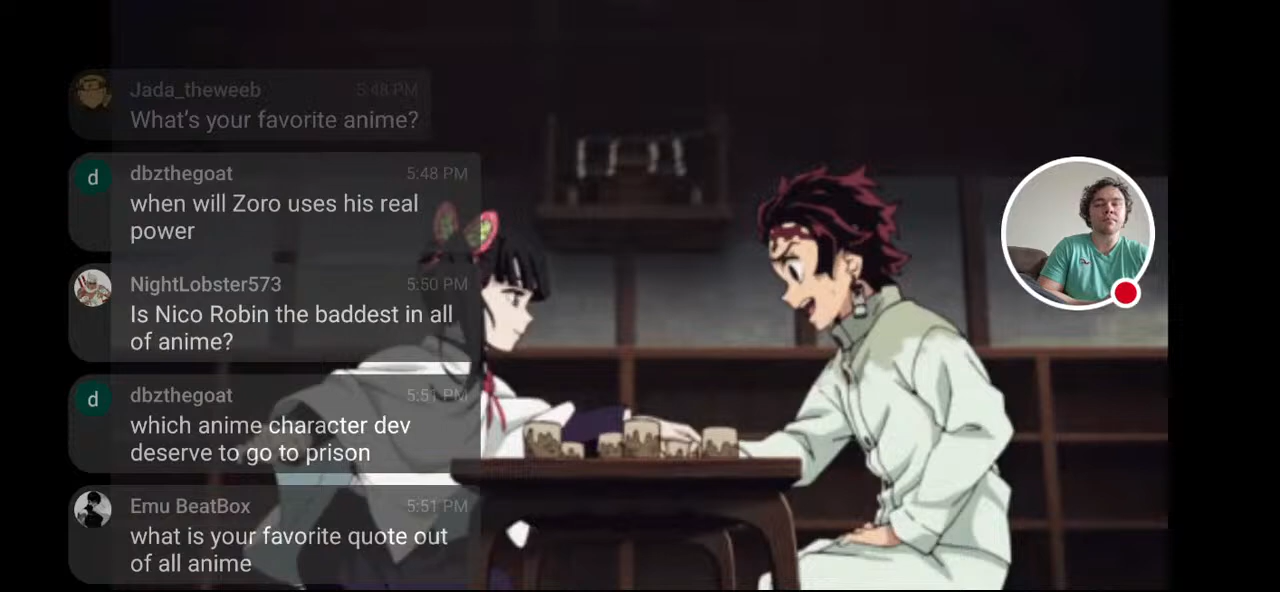 Jada_theweeb 5:48 PM
What's your favorite anime?
d
dbzthegoat 5:48 PM
when will Zoro uses his real
power
NightLobster573 5:50 PM
Is Nico Robin the baddest in all
of anime?
d
dbzthegoat 5:51 PM
which anime character dev
deserve to go to prison
Emu BeatBox 5:51 PM
what is your favorite quote out
of all anime